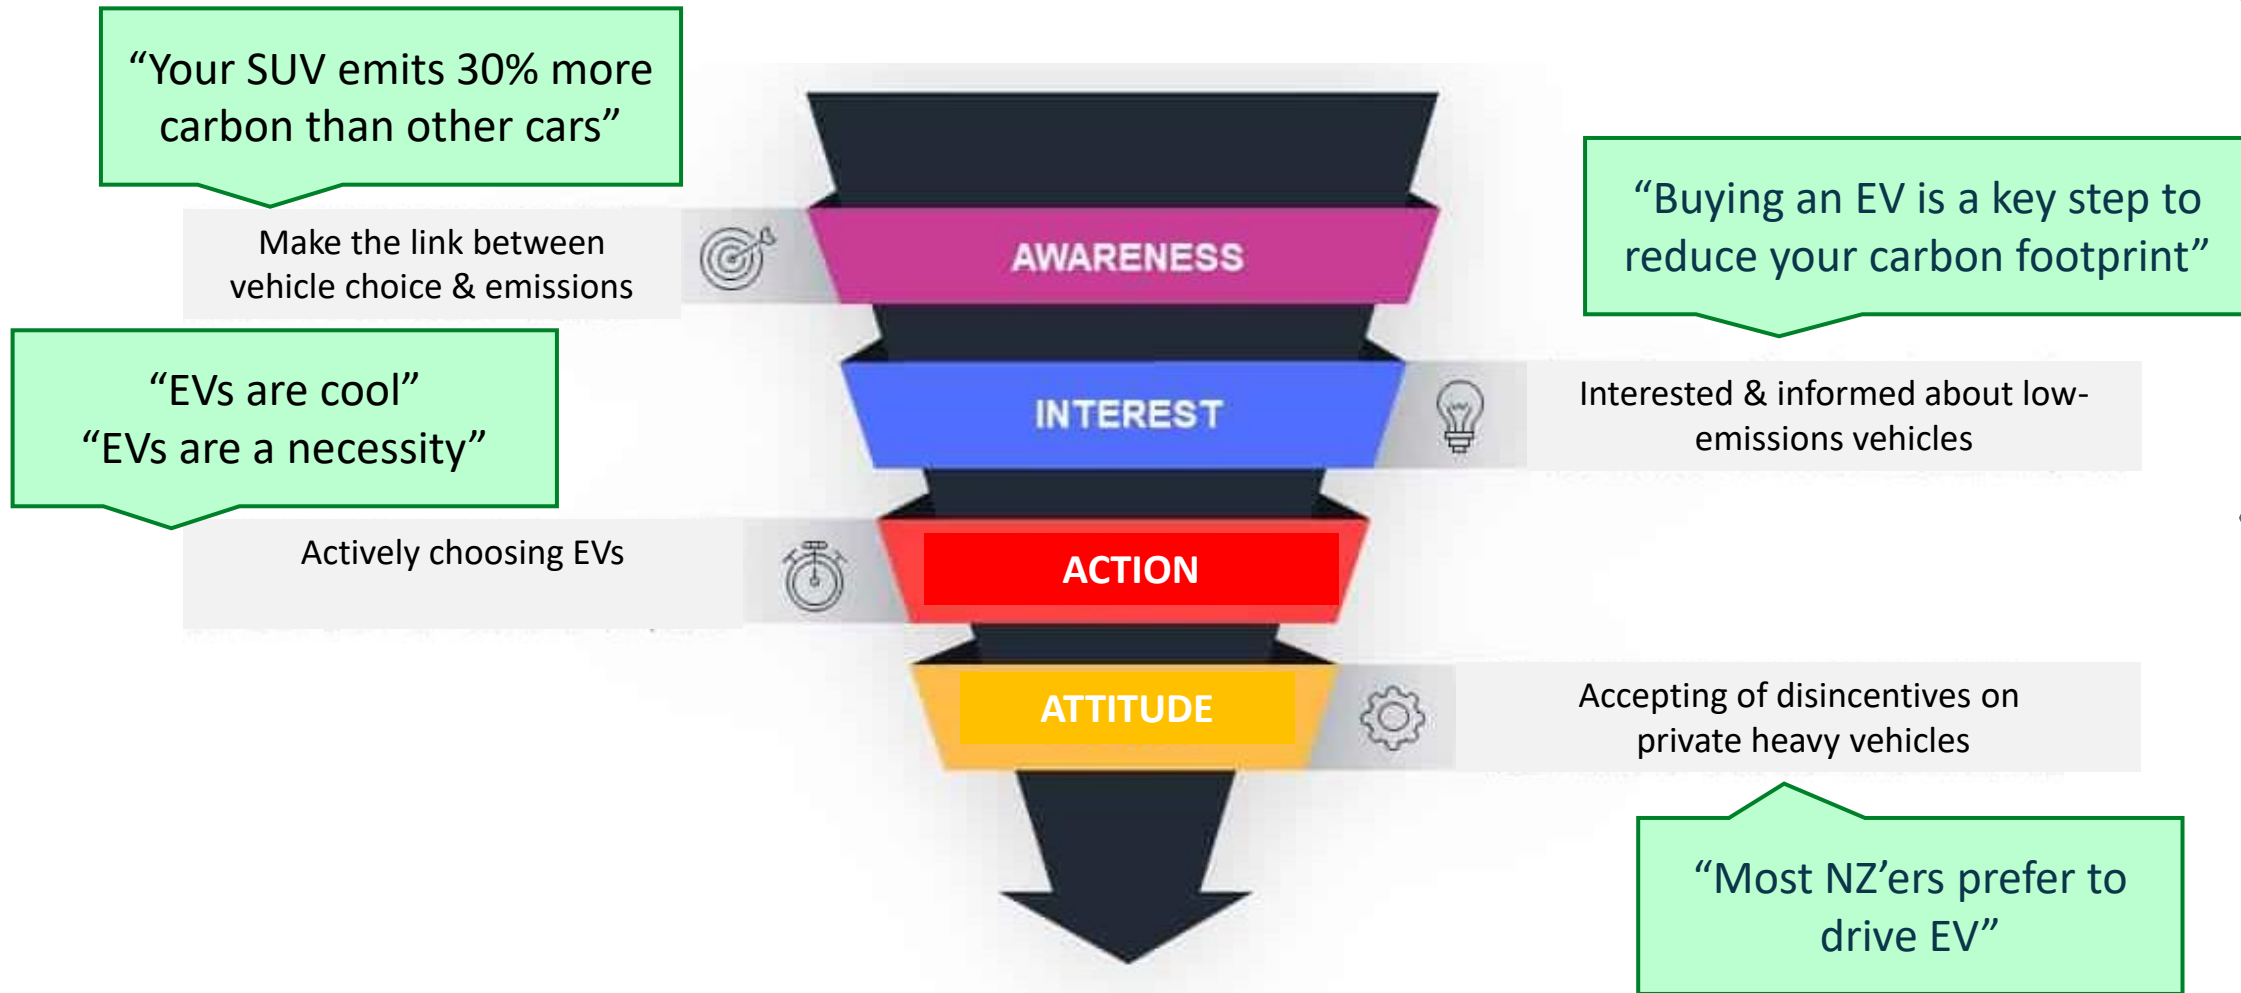 “Your SUV emits 30% more
carbon than other cars”
Make the link between
vehicle choice & emissions
AWARENESS
“Buying an EV is a key step to
reduce your carbon footprint”
“EVs are cool”
“EVs are a necessity”
INTEREST
Interested & informed about low-
emissions vehicles
Actively choosing EVs
ACTION
ATTITUDE
Accepting of disincentives on
private heavy vehicles
“Most NZ’ers prefer to
drive EV”